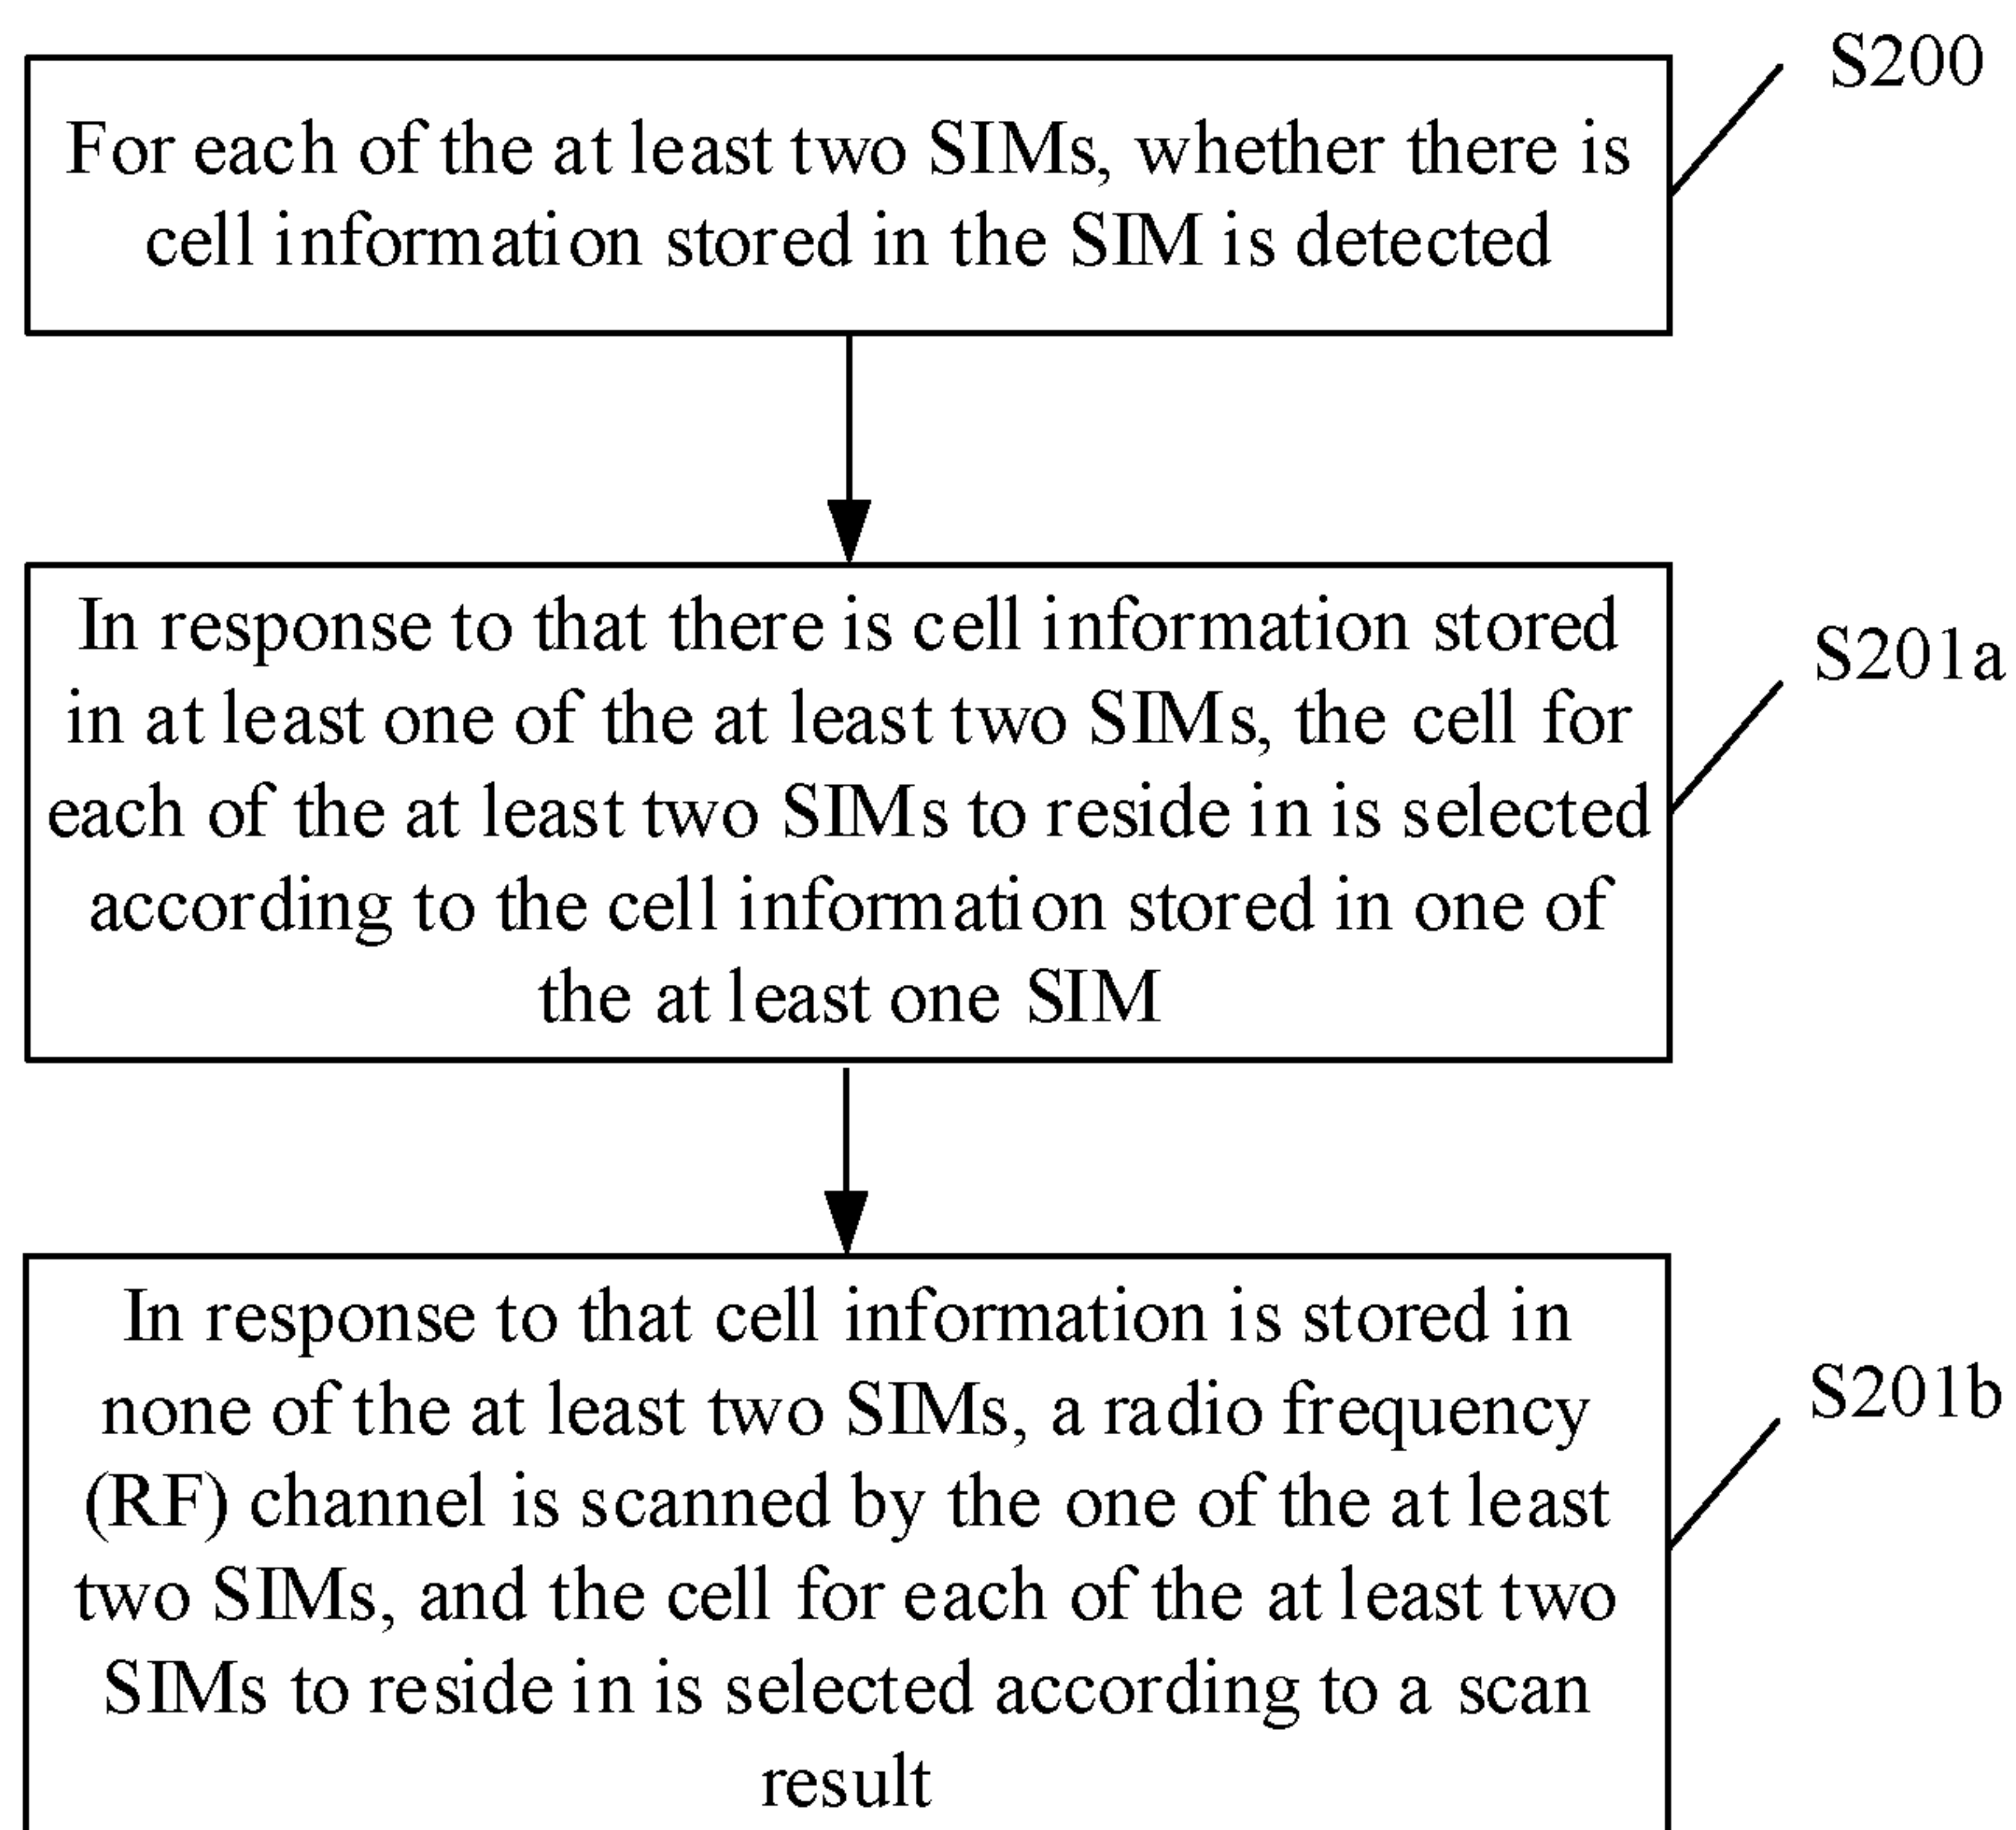 S200
For each of the at least two SIMs, whether there is
cell information stored in the SIM is detected
In response to that there is cell information stored
in at least one of the at least two SIMs, the cell for
each of the at least two SIMs to reside in is selected
according to the cell information stored in one of
the at least one SIM
S201a
In response to that cell information is stored in
none of the at least two SIMs, a radio frequency
(RF) channel is scanned by the one of the at least
two SIMs, and the cell for each of the at least two
SIMs to reside in is selected according to a scan
result
S201b